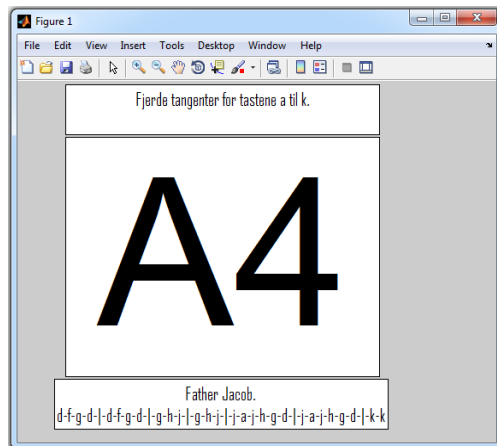 Figure 1
File Edit View Insert Tools Desktop Window Help
Fjerde tangenter for tastene a til k.
A4
Father Jacob.
d-f-g-d-|-d-f-g-d-|-g-h-j-|-g-h-j-|-j-a-j-h-g-d-|-j-a-j-h-g-d-|-k-k